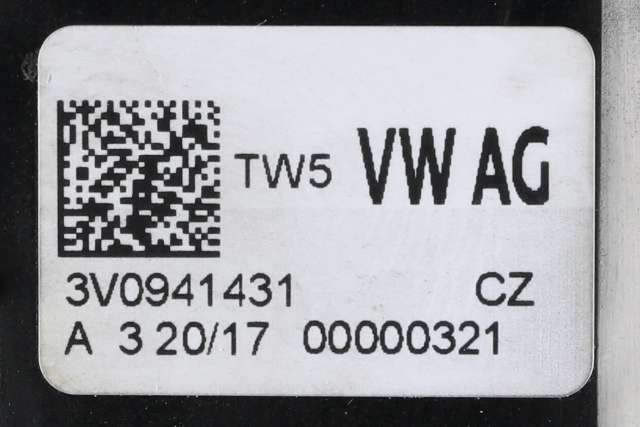 TW5 VW AG
3V0941431 CZ
A 3 20/17 00000321